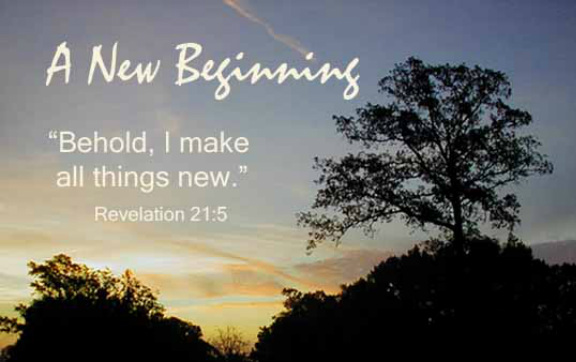 A New Beginning
“Behold, I make
all things new.”
Revelation 21:5